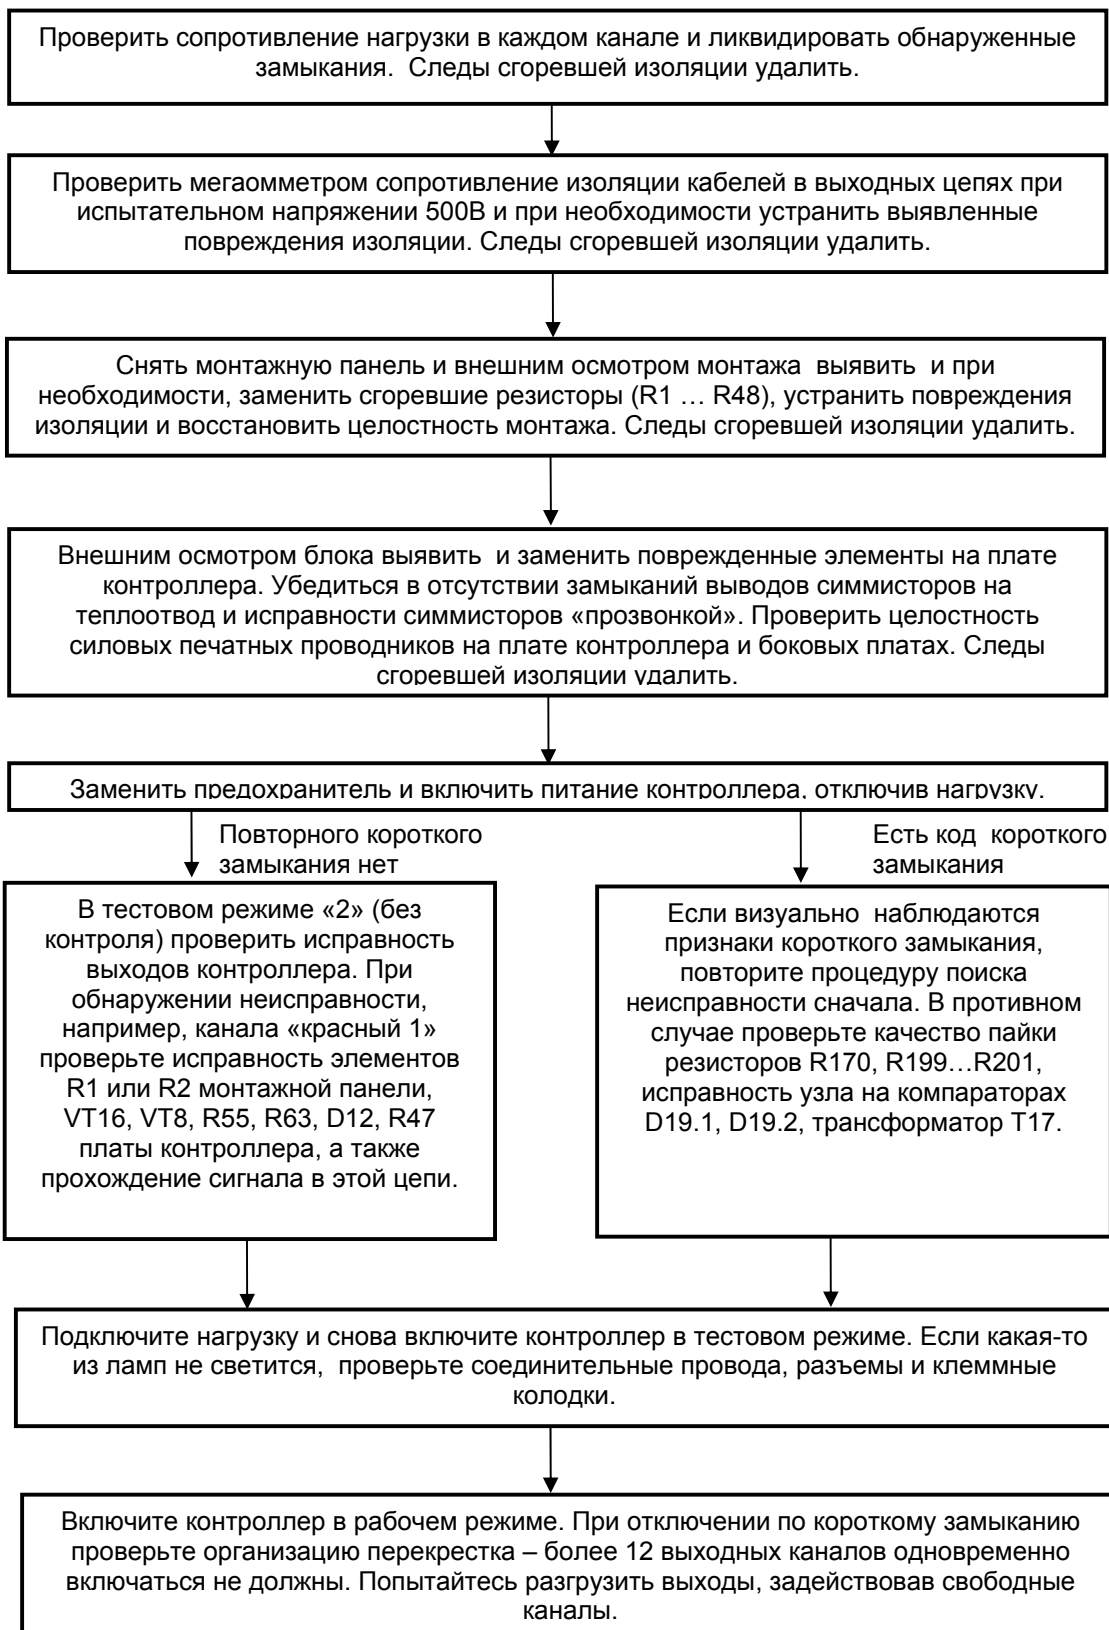 Проверить сопротивление нагрузки в каждом канале и ликвидировать обнаруженные
замыкания. Следы сгоревшей изоляции удалить.
Проверить мегаомметром сопротивление изоляции кабелей в выходных цепях при
испытательном напряжении 500В и при необходимости устранить выявленные
повреждения изоляции. Следы сгоревшей изоляции удалить.
Снять монтажную панель и внешним осмотром монтажа выявить и при
необходимости, заменить сгоревшие резисторы (R1 … R48), устранить повреждения
изоляции и восстановить целостность монтажа. Следы сгоревшей изоляции удалить.
Внешним осмотром блока выявить и заменить поврежденные элементы на плате
контроллера. Убедиться в отсутствии замыканий выводов симмисторов на
теплоотвод и исправности симмисторов «прозвонкой». Проверить целостность
силовых печатных проводников на плате контроллера и боковых платах. Следы
сгоревшей изоляции удалить.
Заменить предохранитель и включить питание контроллера, отключив нагрузку.
Повторного короткого
замыкания нет
Есть код короткого
замыкания
В тестовом режиме «2» (без
контроля) проверить исправность
выходов контроллера. При
обнаружении неисправности,
например, канала «красный 1»
проверьте исправность элементов
R1 или R2 монтажной панели,
VT16, VT8, R55, R63, D12, R47
платы контроллера, а также
прохождение сигнала в этой цепи.
Если визуально наблюдаются
признаки короткого замыкания,
повторите процедуру поиска
неисправности сначала. В противном
случае проверьте качество пайки
резисторов R170, R199…R201,
исправность узла на компараторах
D19.1, D19.2, трансформатор T17.
Подключите нагрузку и снова включите контроллер в тестовом режиме. Если какая-то
из ламп не светится, проверьте соединительные провода, разъемы и клеммные
колодки.
Включите контроллер в рабочем режиме. При отключении по короткому замыканию
проверьте организацию перекрестка – более 12 выходных каналов одновременно
включаться не должны. Попытайтесь разгрузить выходы, задействовав свободные
каналы.